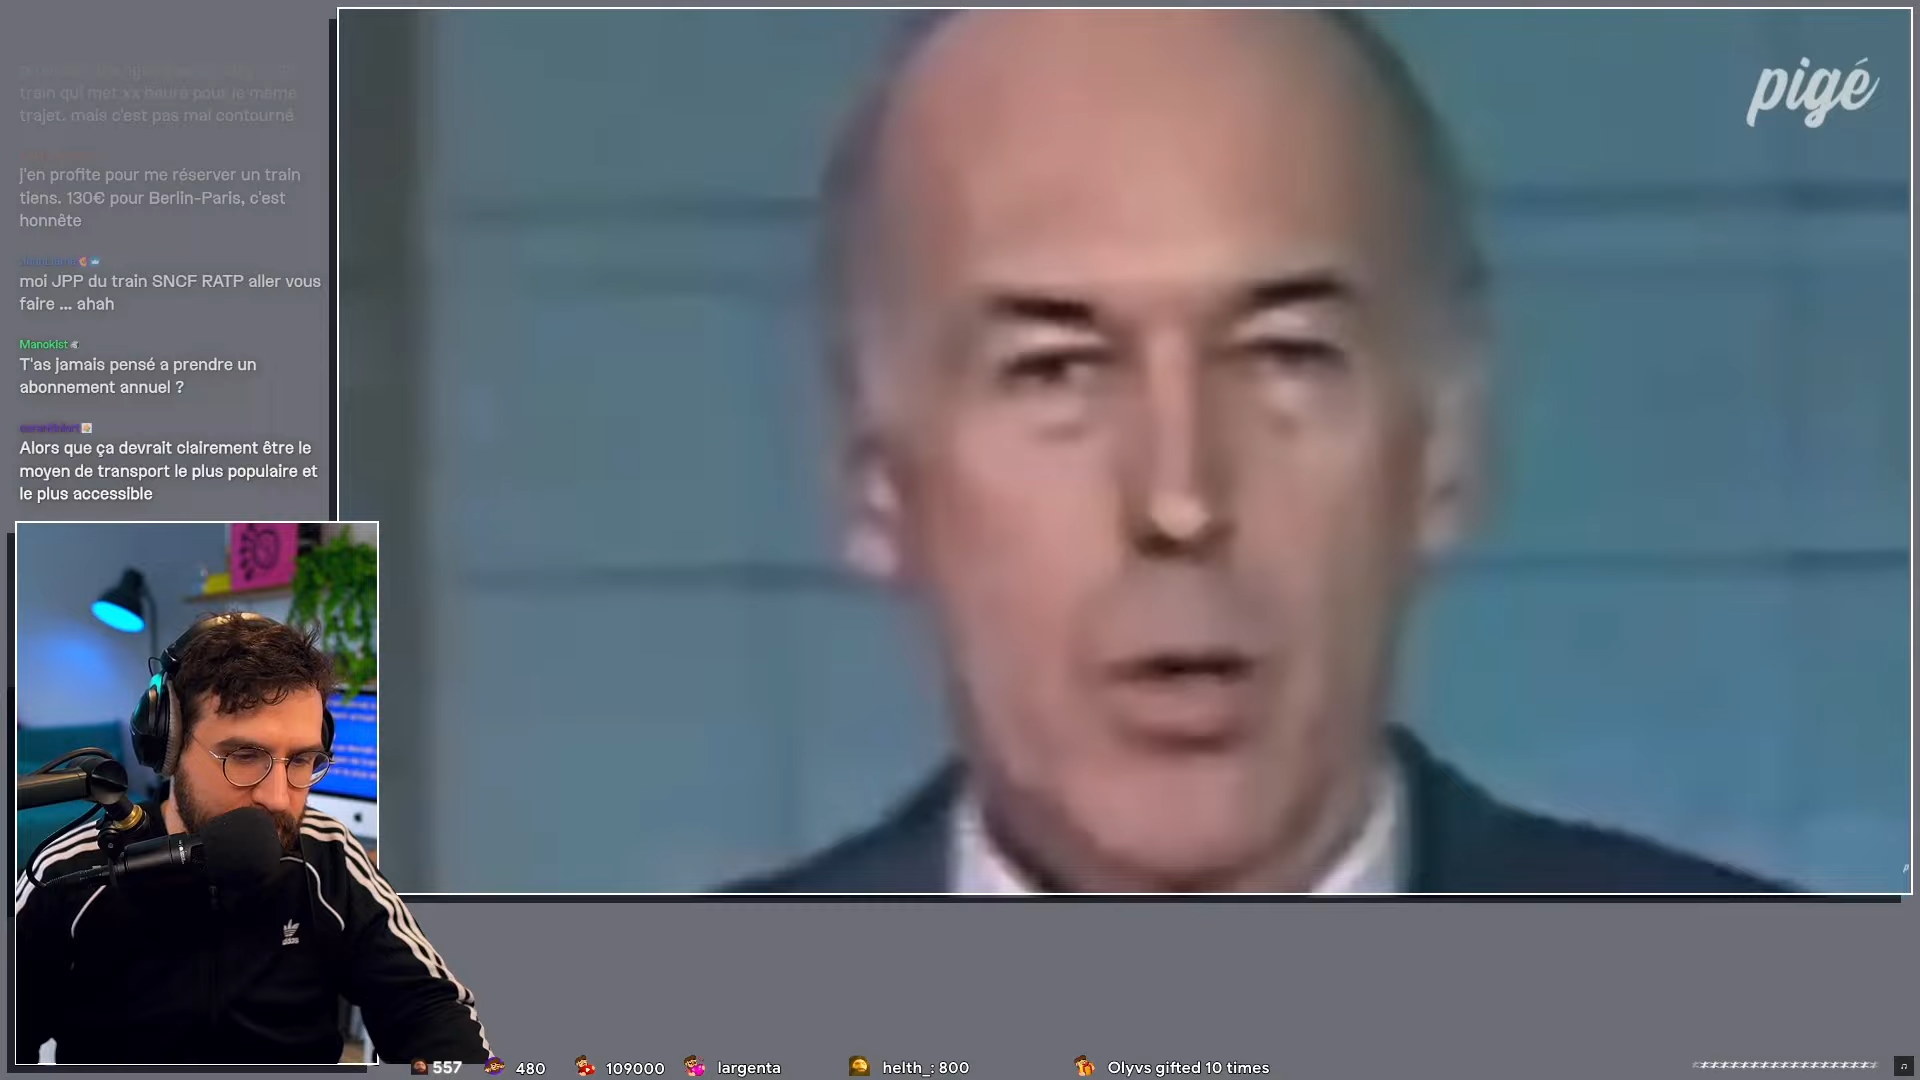 train qui met xx heure pour le meme
trajet. mais c'est pas mal contourné
j'en profite pour me réserver un train
tiens. 130€ pour Berlin-Paris, c'est
honnête
moi JPP du train SNCF RATP aller vous
faire ... ahah
Manokist
T'as jamais pensé a prendre un
abonnement annuel ?
Alors que ça devrait clairement être le
moyen de transport le plus populaire et
le plus accessible
pigé
557
480
109000
largenta
helth_: 800
Olyvs gifted 10 times